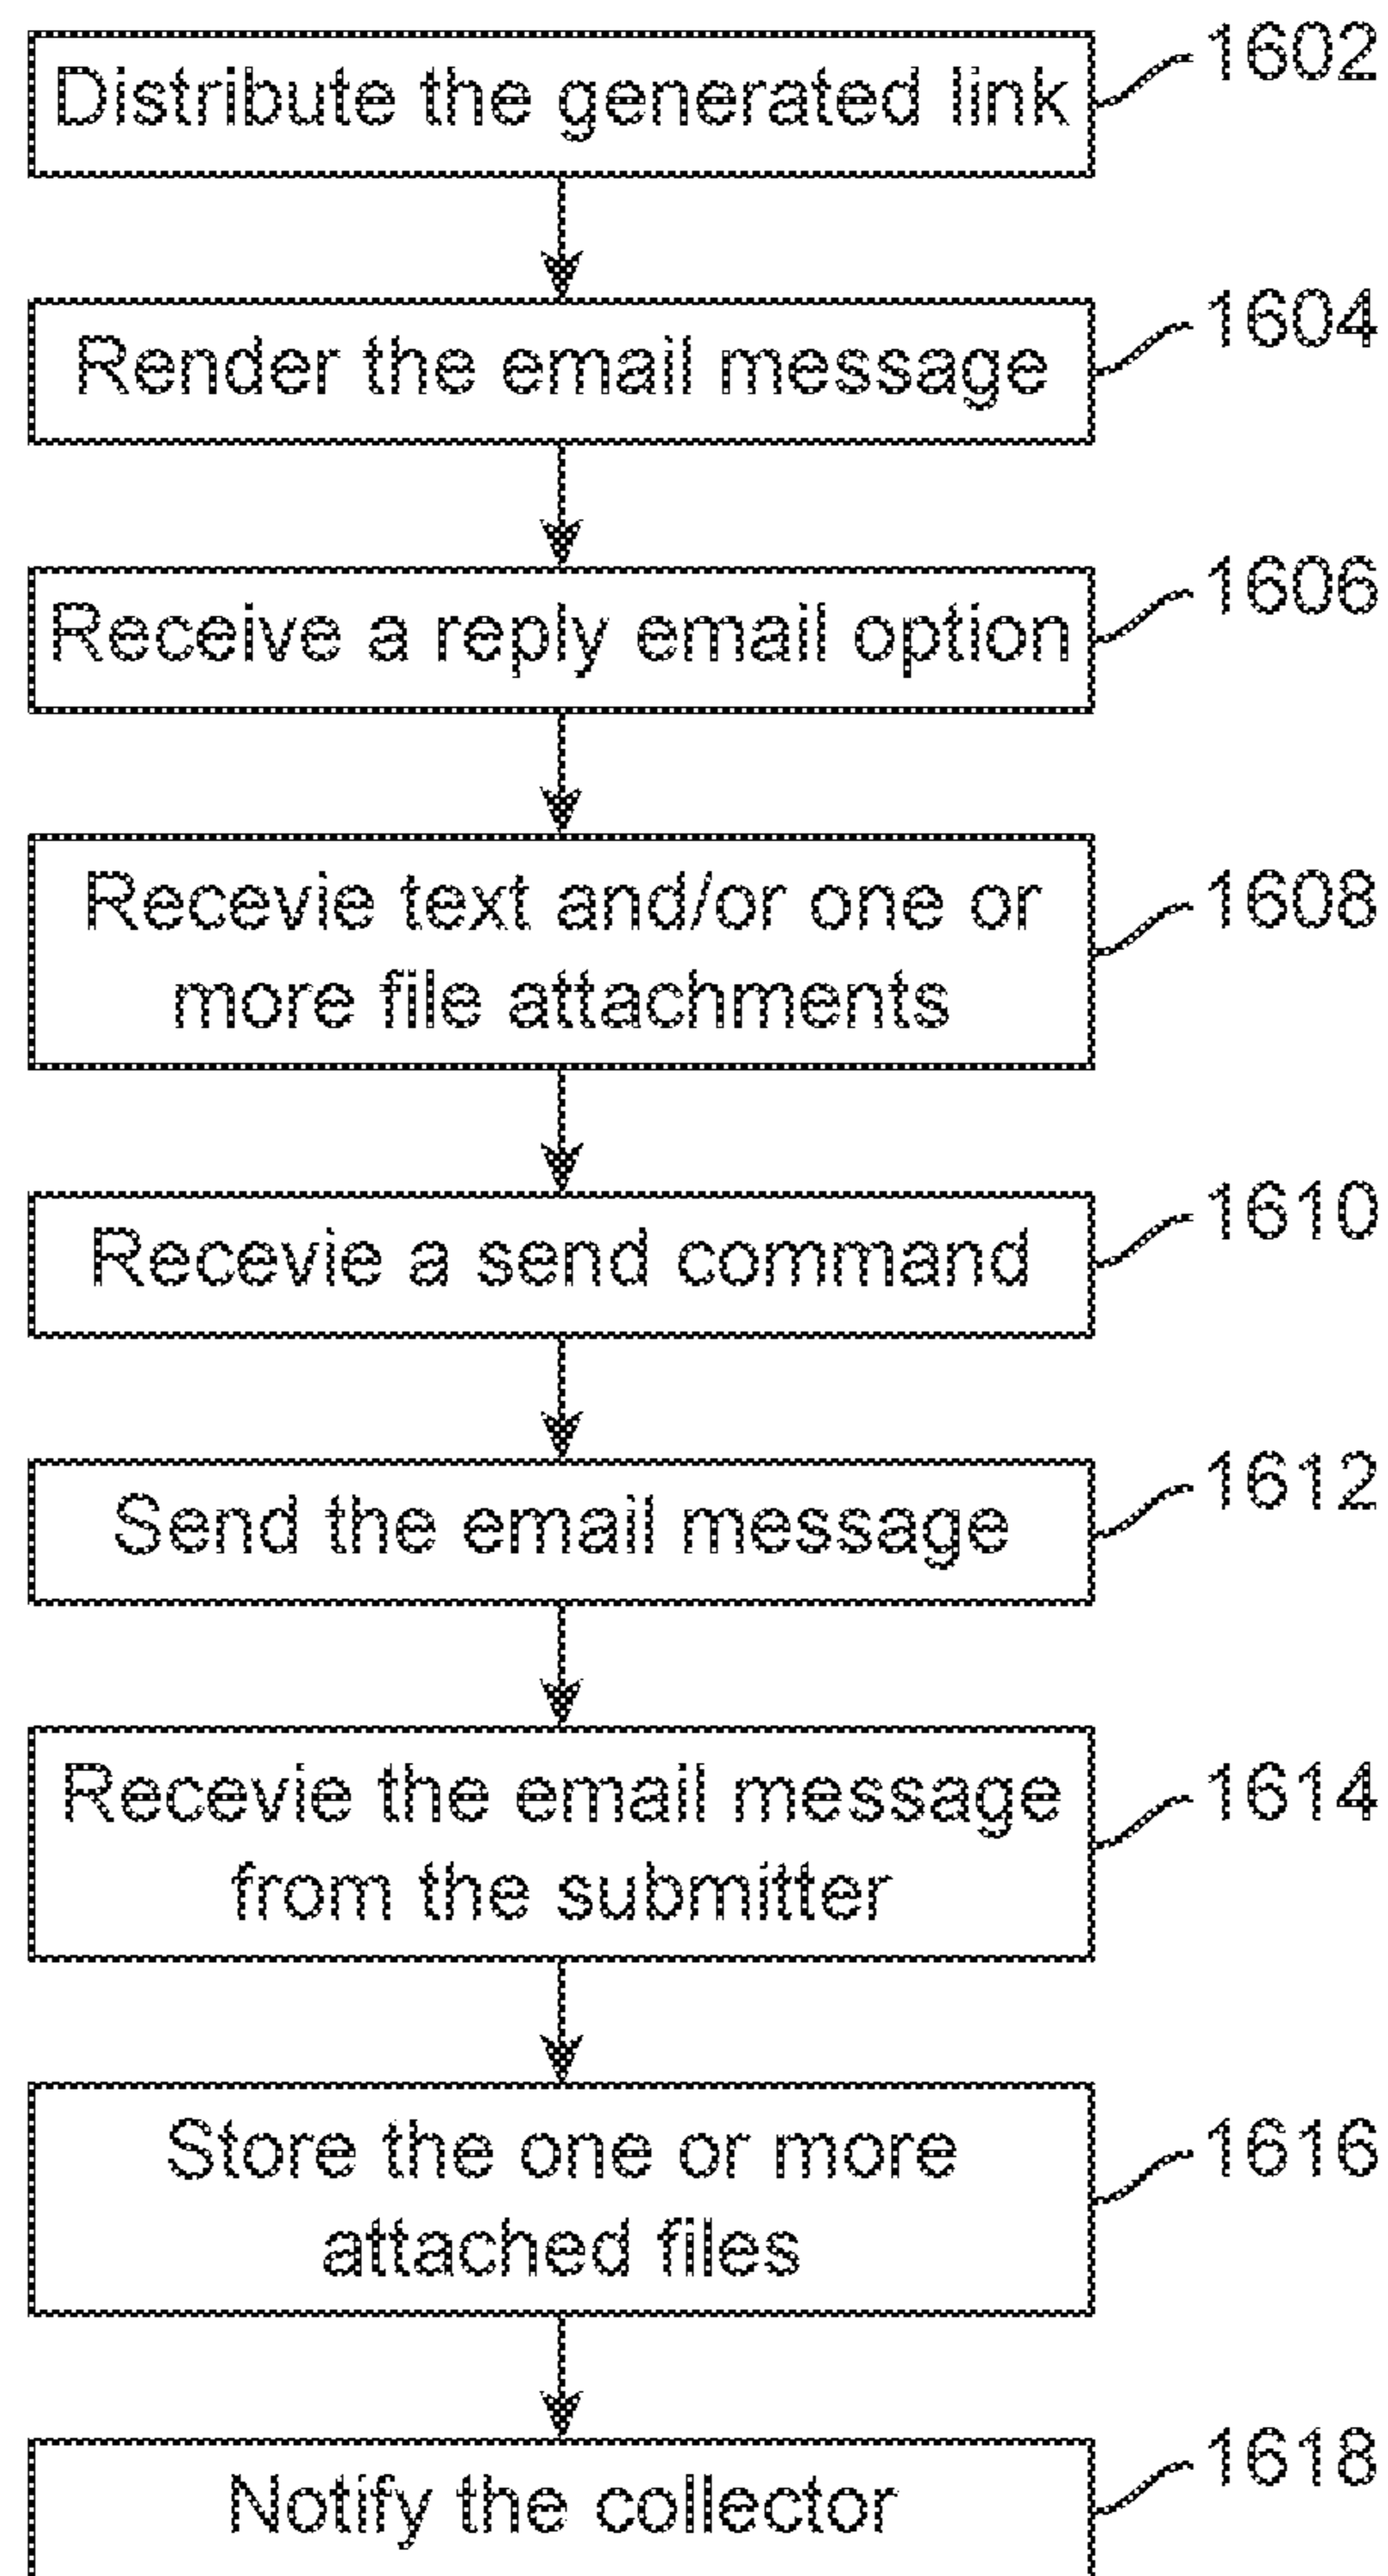 Distribute the generated link
1602
Render the email message
1604
Receive a reply email option
1606
Recevie text and/or one or
more file attachments
1608
Recevie a send command
1610
Send the email message
1612
Recevie the email message
from the submitter
1614
Store the one or more
attached files
1616
Notify the collector
1618